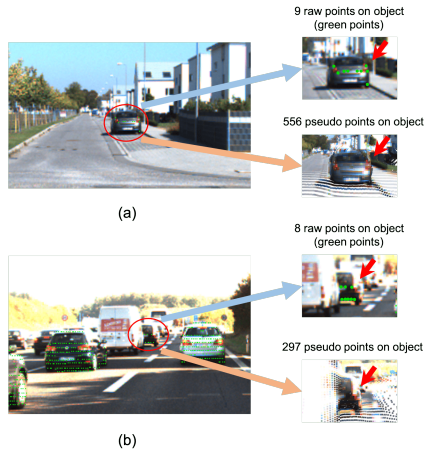 9 raw points on object
(green points)
556 pseudo points on object
(a)
8 raw points on object
(green points)
297 pseudo points on object
(b)